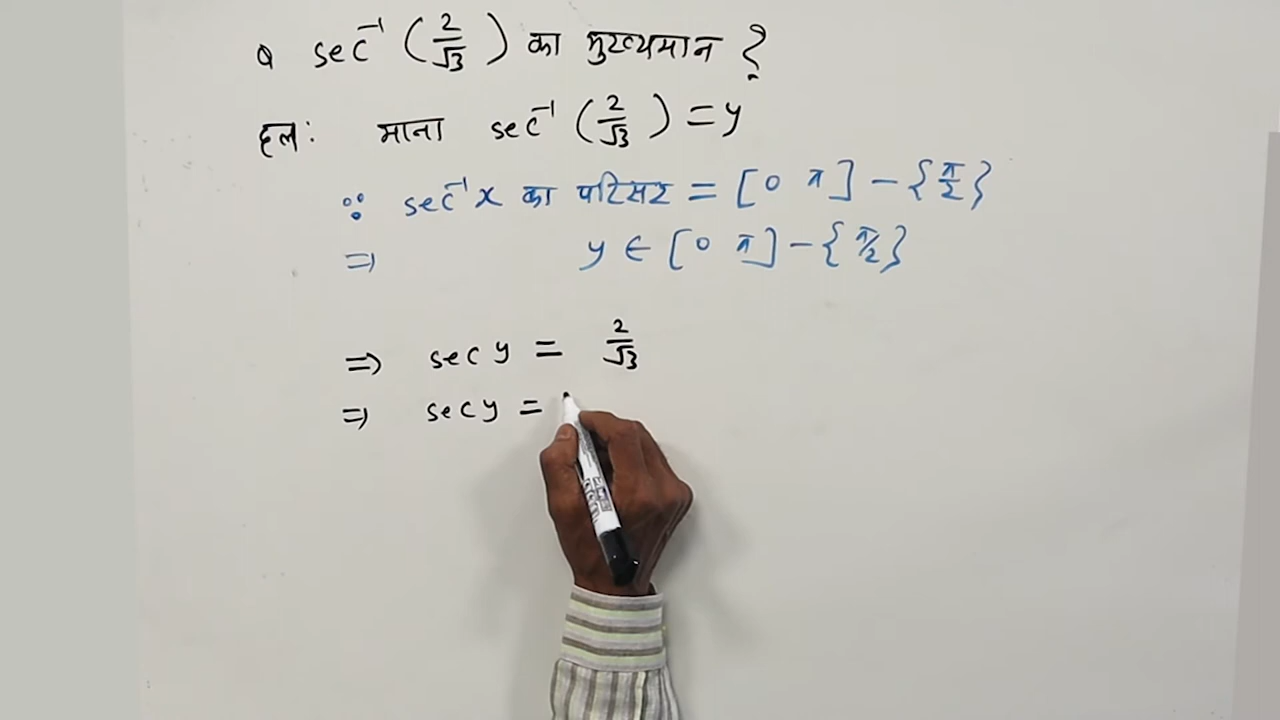 Q sec⁻¹ (2/√3) का मुख्यमान ?
हल: माना sec⁻¹ (2/√3) = y
∵ sec⁻¹x का परिसर = [0 π] – {π/2}
⇒ y ∈ [0 π] – {π/2}
⇒ sec y = 2/√3
⇒ sec y =